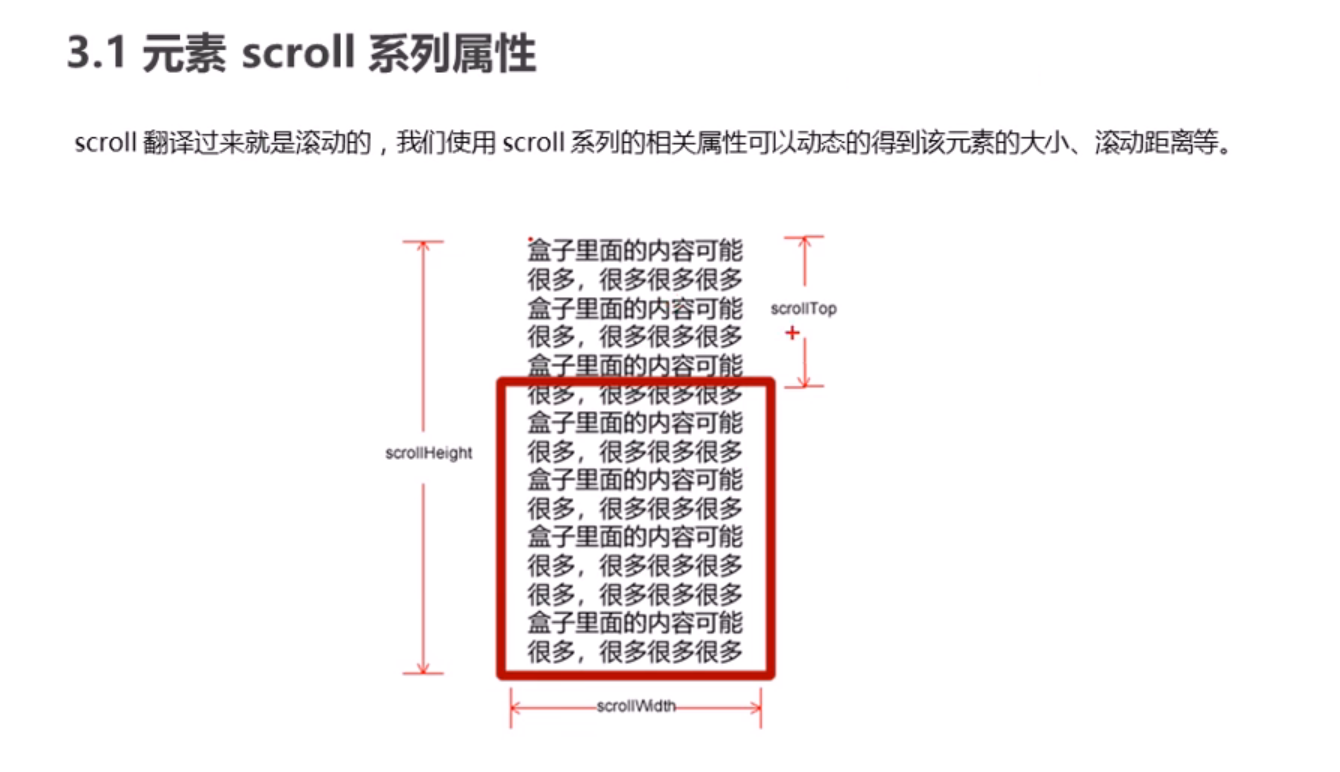 3.1 元素 scroll 系列属性
scroll 翻译过来就是滚动的，我们使用 scroll 系列的相关属性可以动态的得到该元素的大小、滚动距离等。
盒子里面的内容可能
很多，很多很多很多
盒子里面的内容可能
很多，很多很多很多
盒子里面的内容可能
很多，很多很多很多
盒子里面的内容可能
很多，很多很多很多
盒子里面的内容可能
很多，很多很多很多
盒子里面的内容可能
很多，很多很多很多
很多，很多很多很多
盒子里面的内容可能
很多，很多很多很多
scrollTop
scrollHeight
scrollWidth